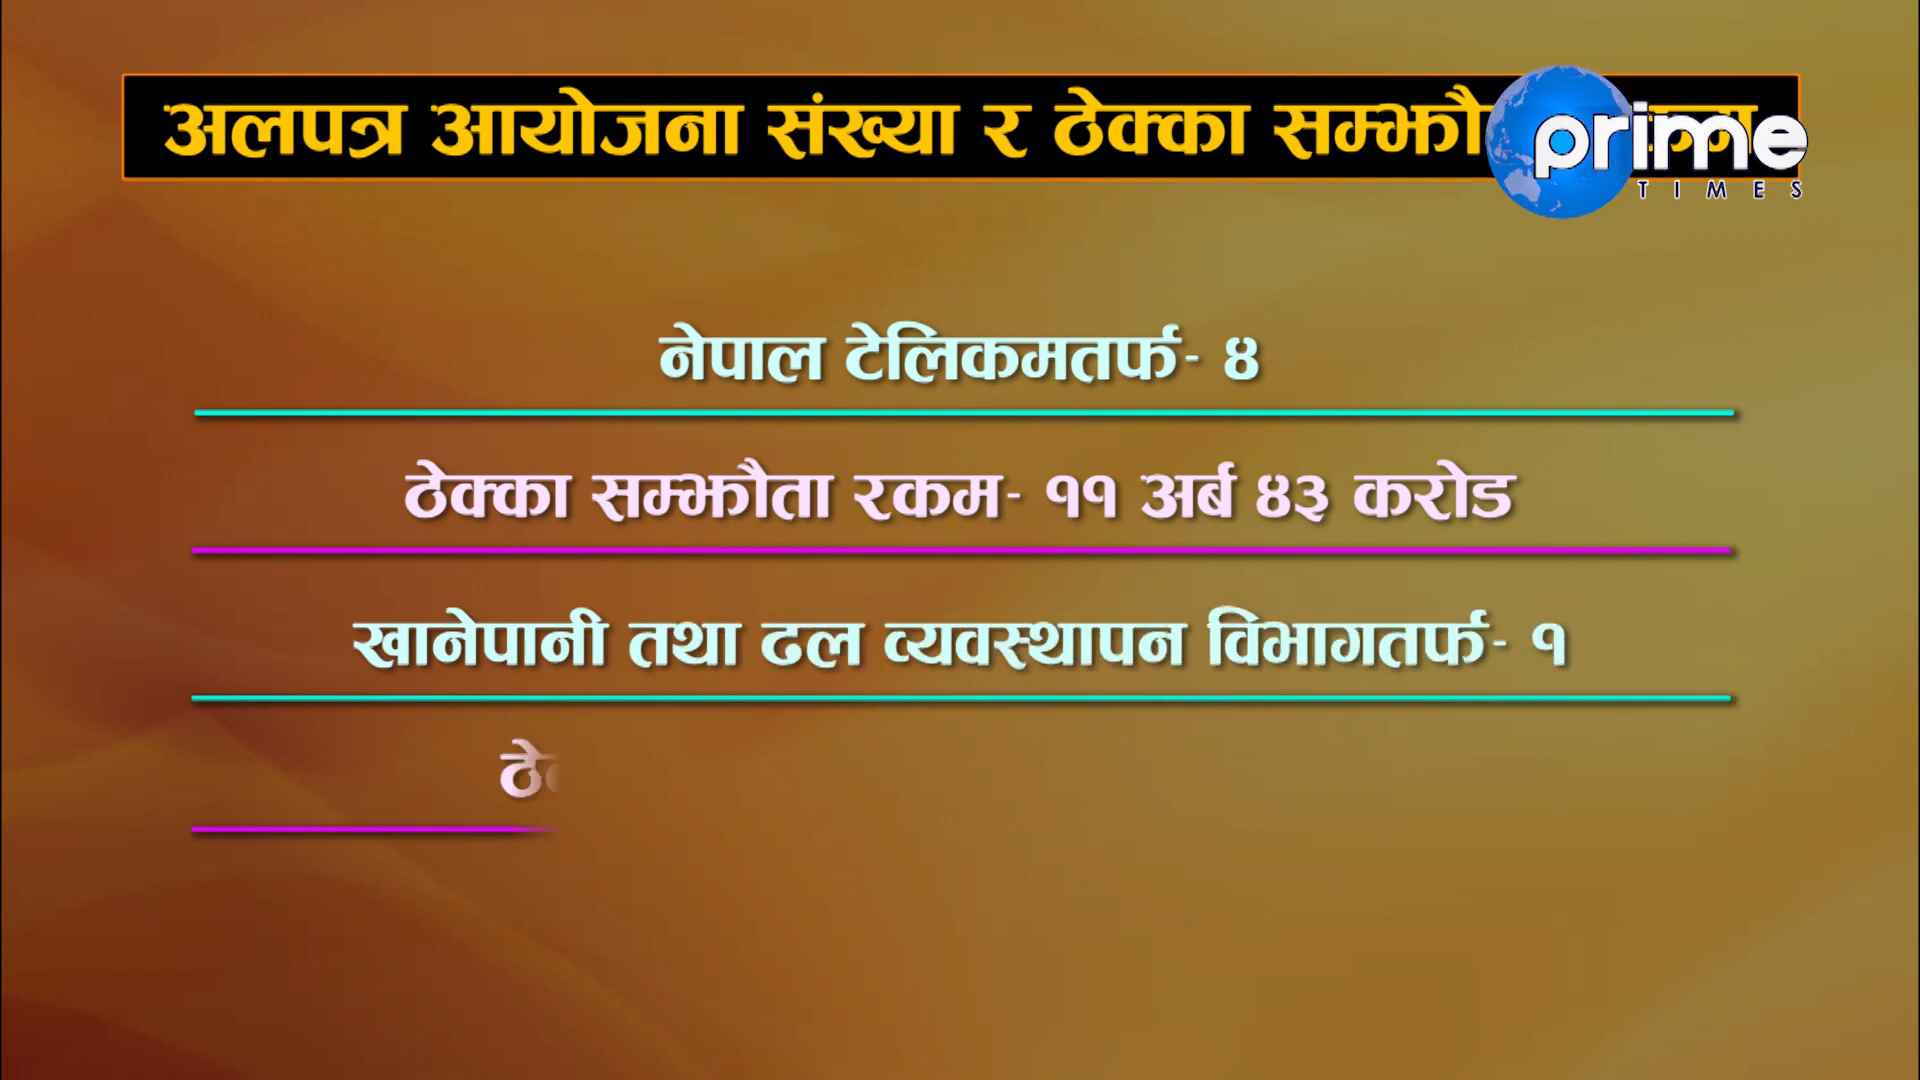 अलपत्र आयोजना संख्या र ठेक्का सम्झौ
prime
TIMES
नेपाल टेलिकमतर्फ- ४
ठेक्का सम्झौता रकम- ११ अर्ब ४३ करोड
खानेपानी तथा ढल व्यवस्थापन विभागतर्फ- १
ठे